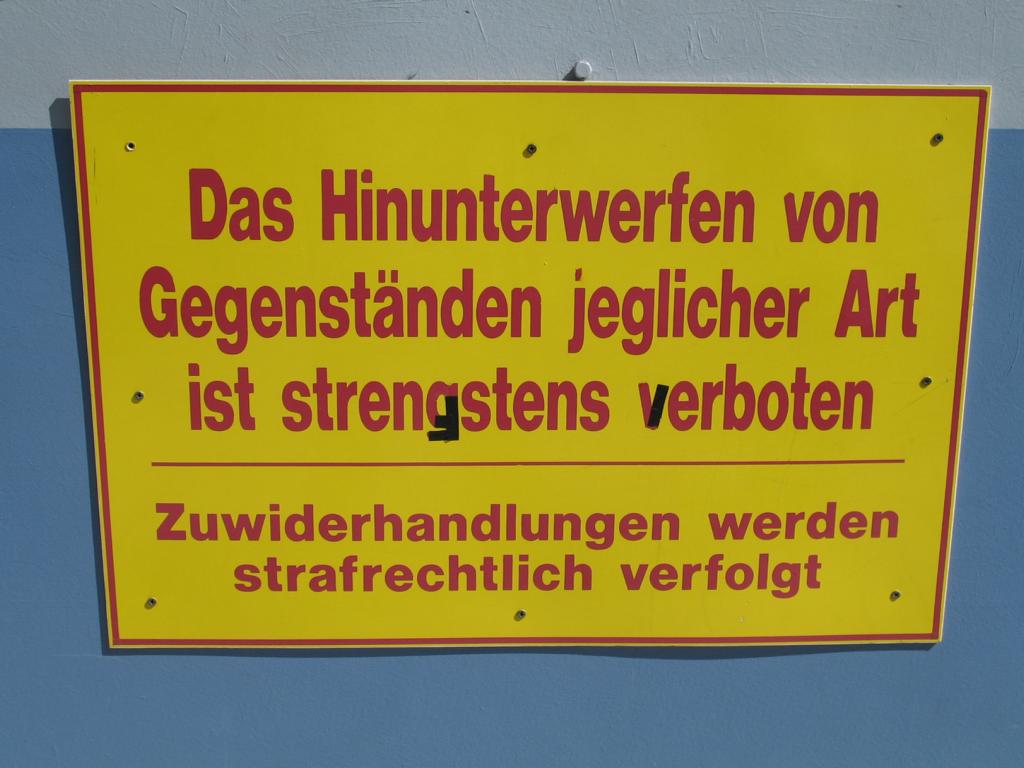 Das Hinunterwerfen von
Gegenständen jeglicher Art
ist strengstens verboten
Zuwiderhandlungen werden
strafrechtlich verfolgt